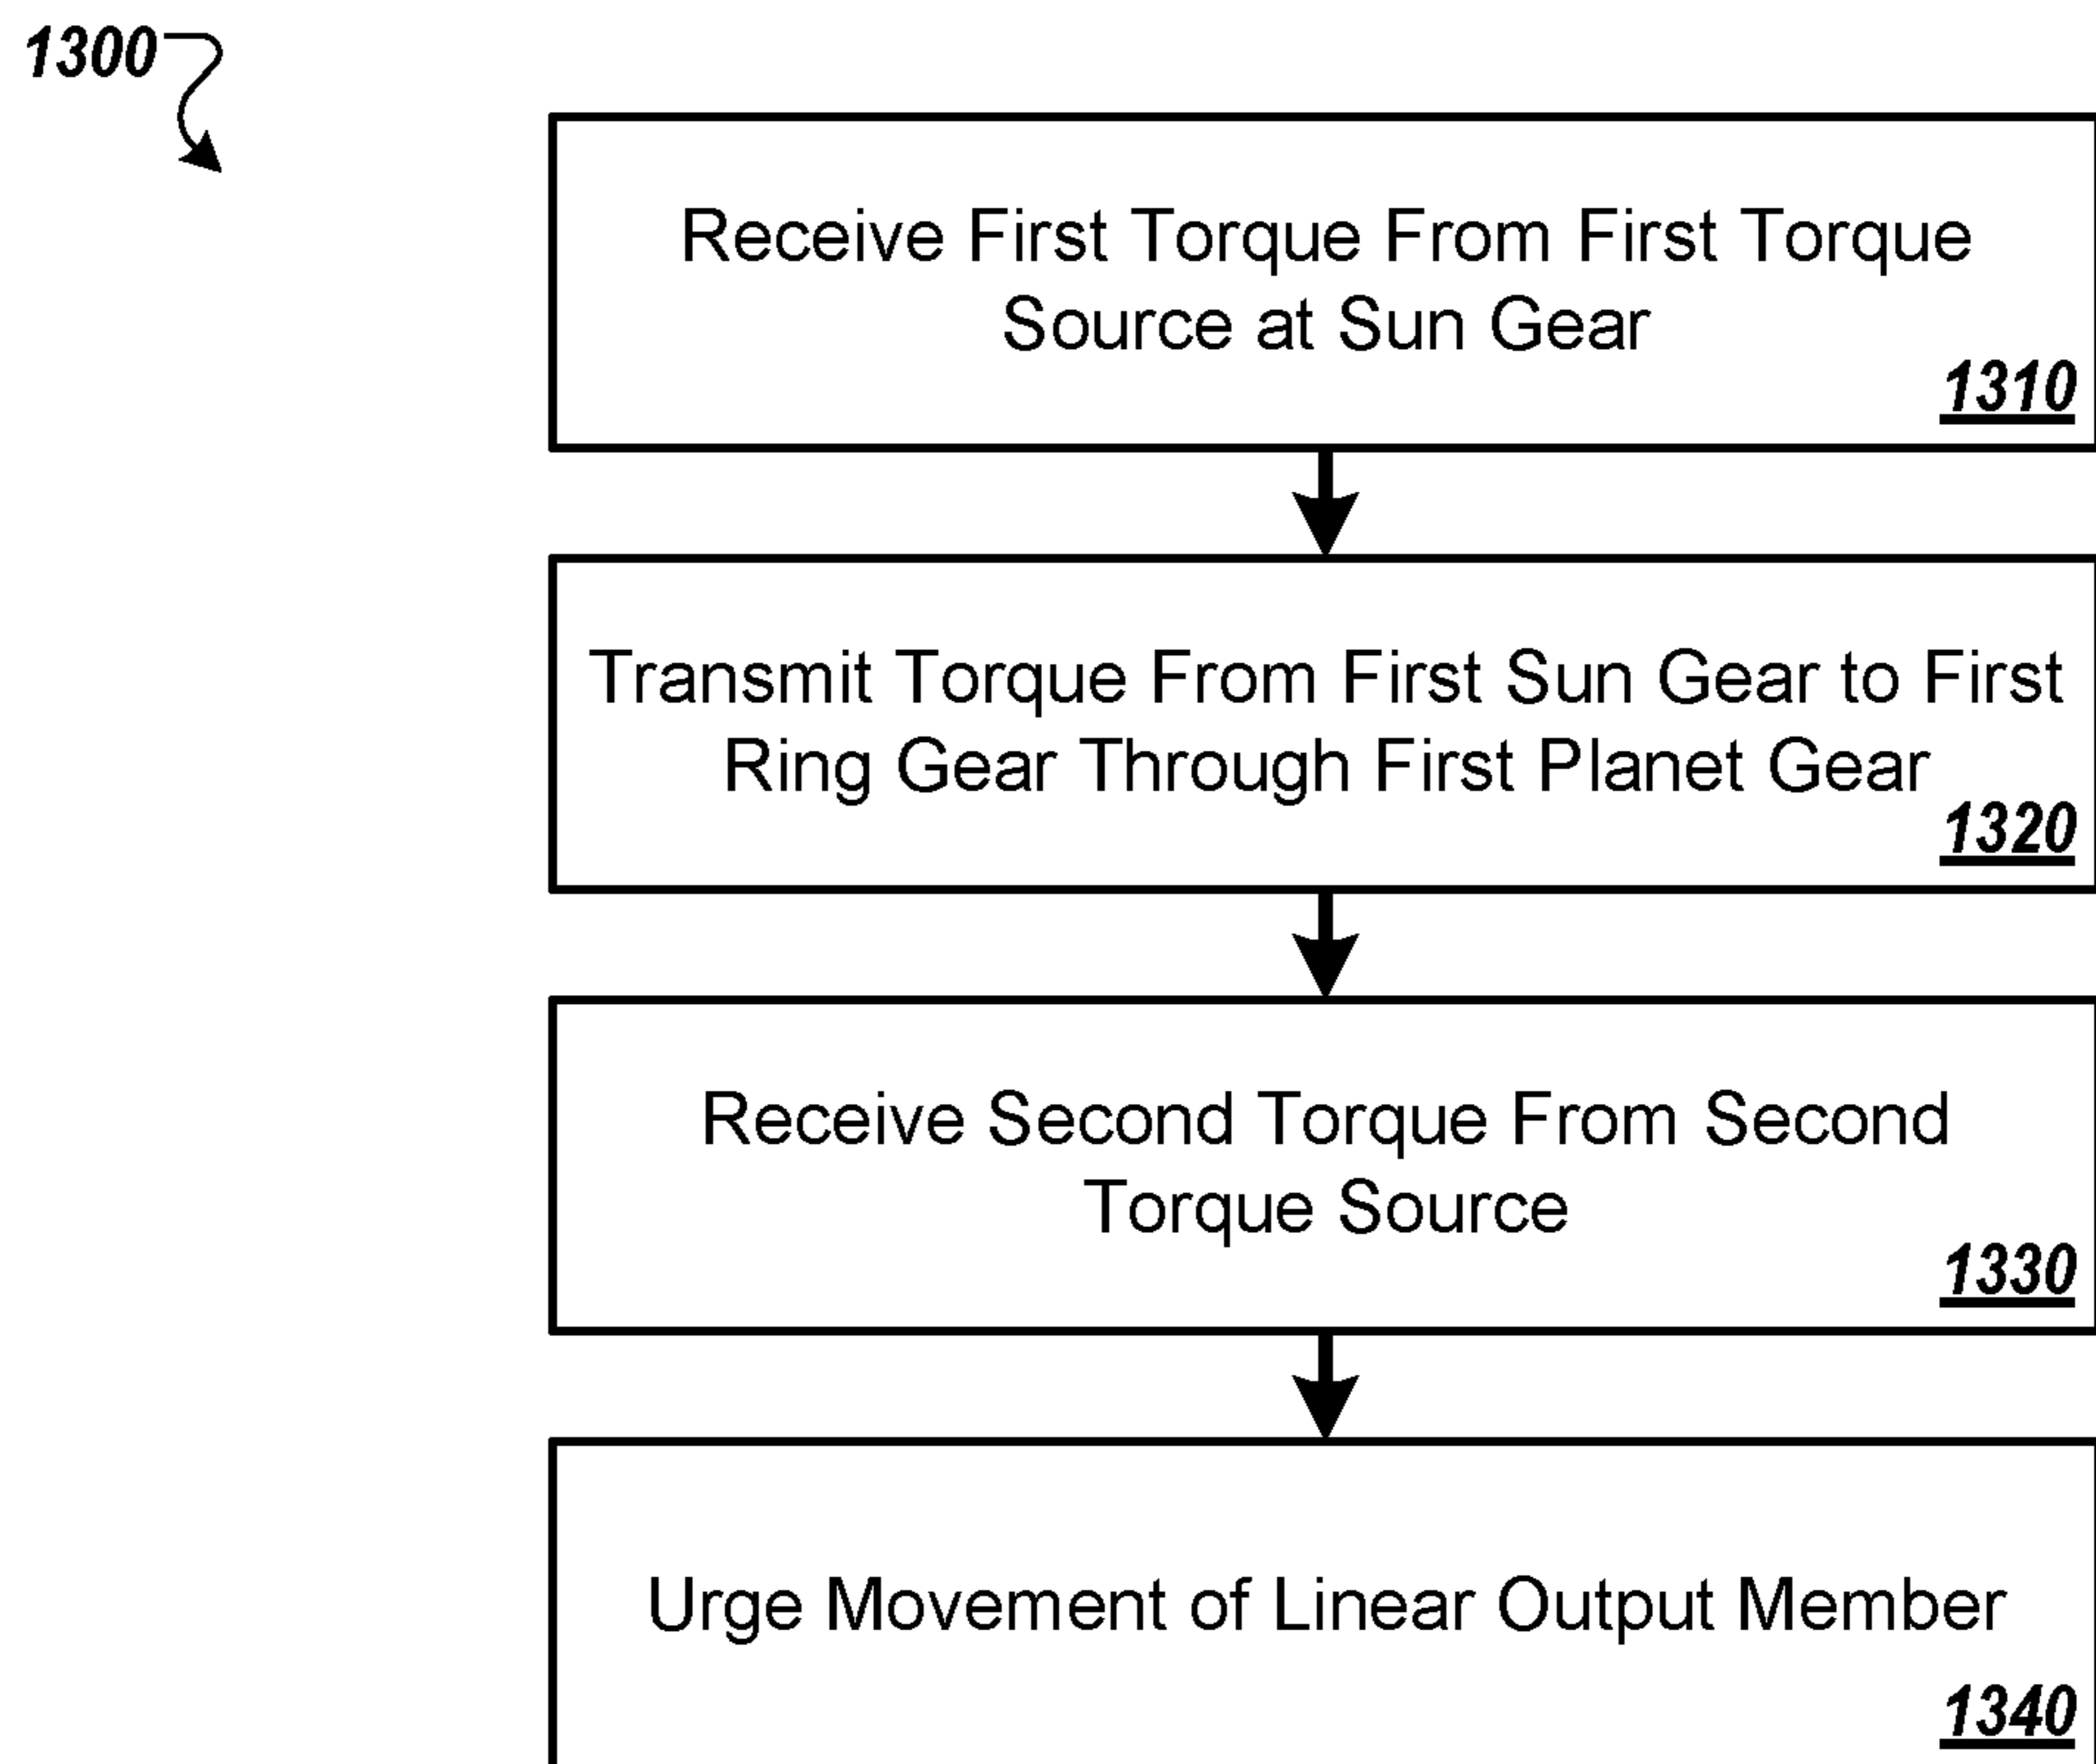 1300
Receive First Torque From First Torque
Source at Sun Gear
1310
Transmit Torque From First Sun Gear to First
Ring Gear Through First Planet Gear
1320
Receive Second Torque From Second
Torque Source
1330
Urge Movement of Linear Output Member
1340